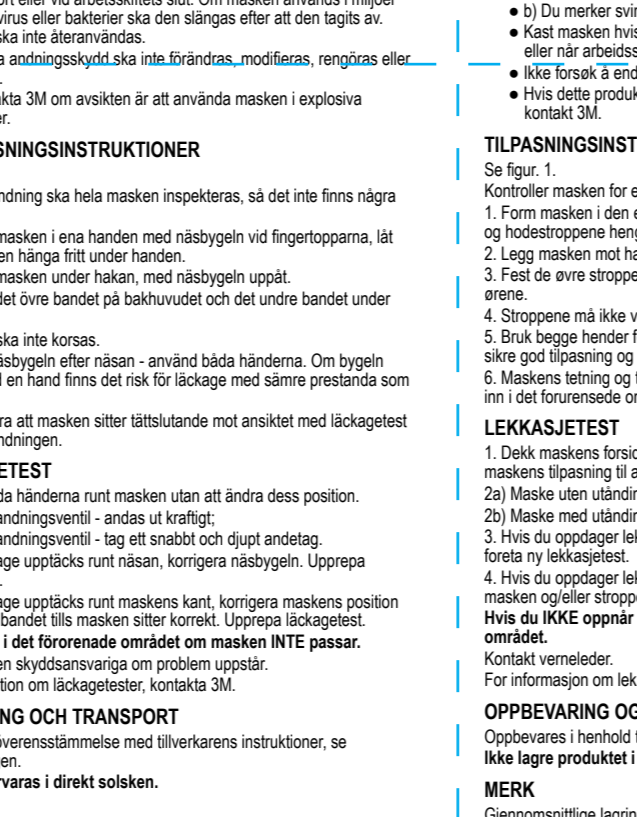 ort eller vid arbetsskiftets slut. Om masken används i miljöer
virus eller bakterier ska den slängas efter att den tagits av.
ska inte återanvändas.
a andningsskydd ska inte förändras, modifieras, rengöras eller
.
akta 3M om avsikten är att använda masken i explosiva
er.
SNINGSINSTRUKTIONER
ndning ska hela masken inspekteras, så det inte finns några
masken i ena handen med näsbygeln vid fingertopparna, låt
en hänga fritt under handen.
masken under hakan, med näsbygeln uppåt.
det övre bandet på bakhuvudet och det undre bandet under
ska inte korsas.
äsbygeln efter näsan - använd båda händerna. Om bygeln
d en hand finns det risk för läckage med sämre prestanda som
ra att masken sitter tättslutande mot ansiktet med läckagetest
ndningen.
ETEST
da händerna runt masken utan att ändra dess position.
andningsventil - andas ut kraftigt;
andningsventil - tag ett snabbt och djupt andetag.
age upptäcks runt näsan, korrigera näsbygeln. Upprepa
.
age upptäcks runt maskens kant, korrigera maskens position
bandet tills masken sitter korrekt. Upprepa läckagetest.
i det förorenade området om masken INTE passar.
en skyddsansvariga om problem uppstår.
tion om läckagetester, kontakta 3M.
NG OCH TRANSPORT
överensstämmelse med tillverkarens instruktioner, se
gen.
rvaras i direkt solsken.
● b) Du merker svi
● Kast masken hvis
eller når arbeidss
● Ikke forsøk å end
● Hvis dette produk
kontakt 3M.
TILPASNINGSINST
Se figur. 1.
Kontroller masken for e
1. Form masken i den e
og hodestroppene heng
2. Legg masken mot ha
3. Fest de øvre stroppe
ørene.
4. Stroppene må ikke v
5. Bruk begge hender f
sikre god tilpasning og
6. Maskens tetning og t
inn i det forurensede om
LEKKASJETEST
1. Dekk maskens forsid
maskens tilpasning til a
2a) Maske uten utåndin
2b) Maske med utåndin
3. Hvis du oppdager lek
foreta ny lekkasjetest.
4. Hvis du oppdager lek
masken og/eller stroppe
Hvis du IKKE oppnår
området.
Kontakt verneleder.
For informasjon om lek
OPPBEVARING OG
Oppbevares i henhold t
Ikke lagre produktet i
MERK
Gjennomsnittlige lagrin